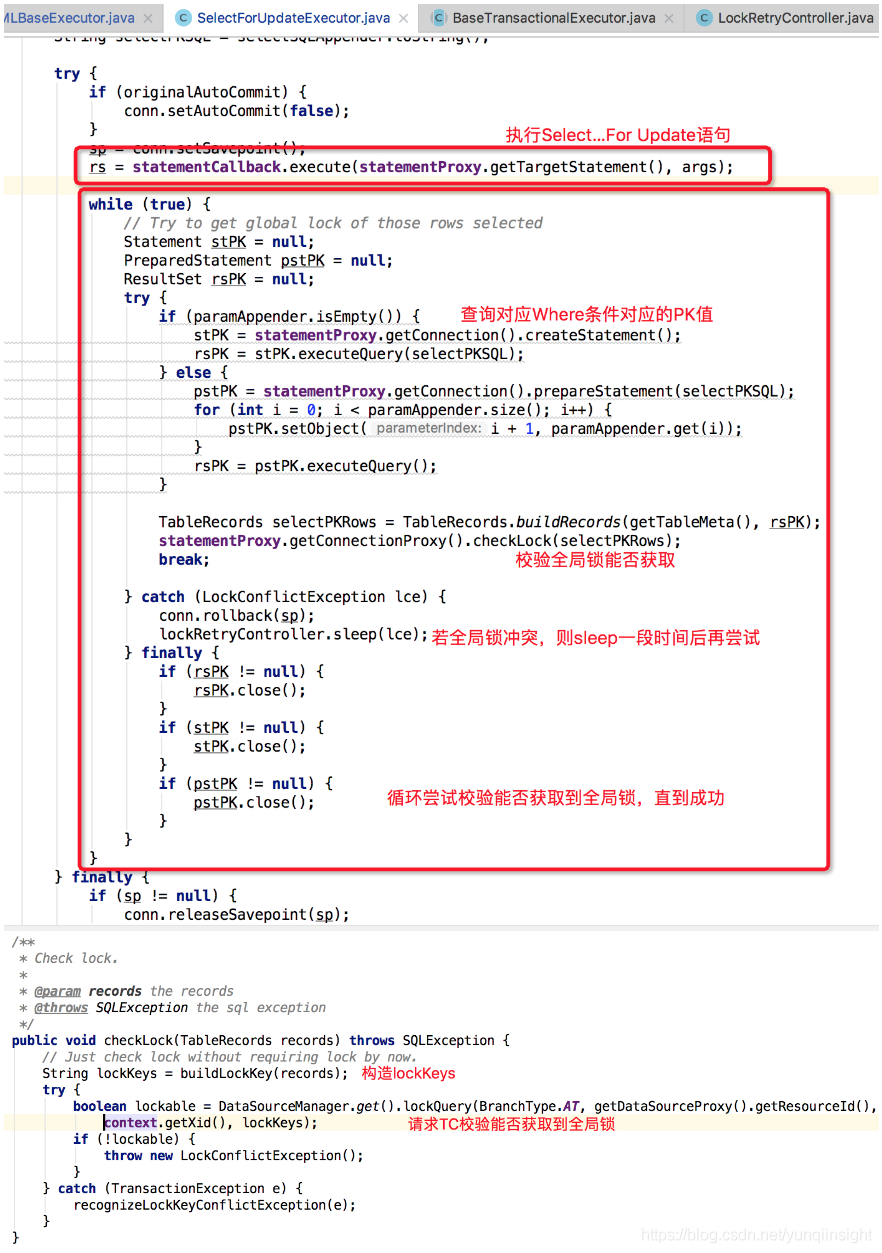 MLBaseExecutor.java × SelectForUpdateExecutor.java × BaseTransactionalExecutor.java × LockRetryController.java
String selectPKSQL = selectSQLAppender.toString();
try {
if (originalAutoCommit) {
conn.setAutoCommit(false);
}
执行Select...For Update语句
sp = conn.setSavepoint();
rs = statementCallback.execute(statementProxy.getTargetStatement(), args);
while (true) {
// Try to get global lock of those rows selected
Statement stPK = null;
PreparedStatement pstPK = null;
ResultSet rsPK = null;
try {
if (paramAppender.isEmpty()) { 查询对应Where条件对应的PK值
stPK = statementProxy.getConnection().createStatement();
rsPK = stPK.executeQuery(selectPKSQL);
} else {
pstPK = statementProxy.getConnection().prepareStatement(selectPKSQL);
for (int i = 0; i < paramAppender.size(); i++) {
pstPK.setObject( parameterIndex: i + 1, paramAppender.get(i));
}
rsPK = pstPK.executeQuery();
}
TableRecords selectPKRows = TableRecords.buildRecords(getTableMeta(), rsPK);
statementProxy.getConnectionProxy().checkLock(selectPKRows);
break; 校验全局锁能否获取
} catch (LockConflictException lce) {
conn.rollback(sp);
lockRetryController.sleep(lce); 若全局锁冲突，则sleep一段时间后再尝试
} finally {
if (rsPK != null) {
rsPK.close();
}
if (stPK != null) {
stPK.close();
}
if (pstPK != null) {
pstPK.close(); 循环尝试校验能否获取到全局锁，直到成功
}
}
}
} finally {
if (sp != null) {
conn.releaseSavepoint(sp);
/**
* Check lock.
*
* @param records the records
* @throws SQLException the sql exception
*/
public void checkLock(TableRecords records) throws SQLException {
// Just check lock without requiring lock by now.
String lockKeys = buildLockKey(records); 构造lockKeys
try {
boolean lockable = DataSourceManager.get().lockQuery(BranchType.AT, getDataSourceProxy().getResourceId(),
context.getXid(), lockKeys); 请求TC校验能否获取到全局锁
if (!lockable) {
throw new LockConflictException();
}
} catch (TransactionException e) {
recognizeLockKeyConflictException(e);
}
}
https://blog.csdn.net/yunqiinsight